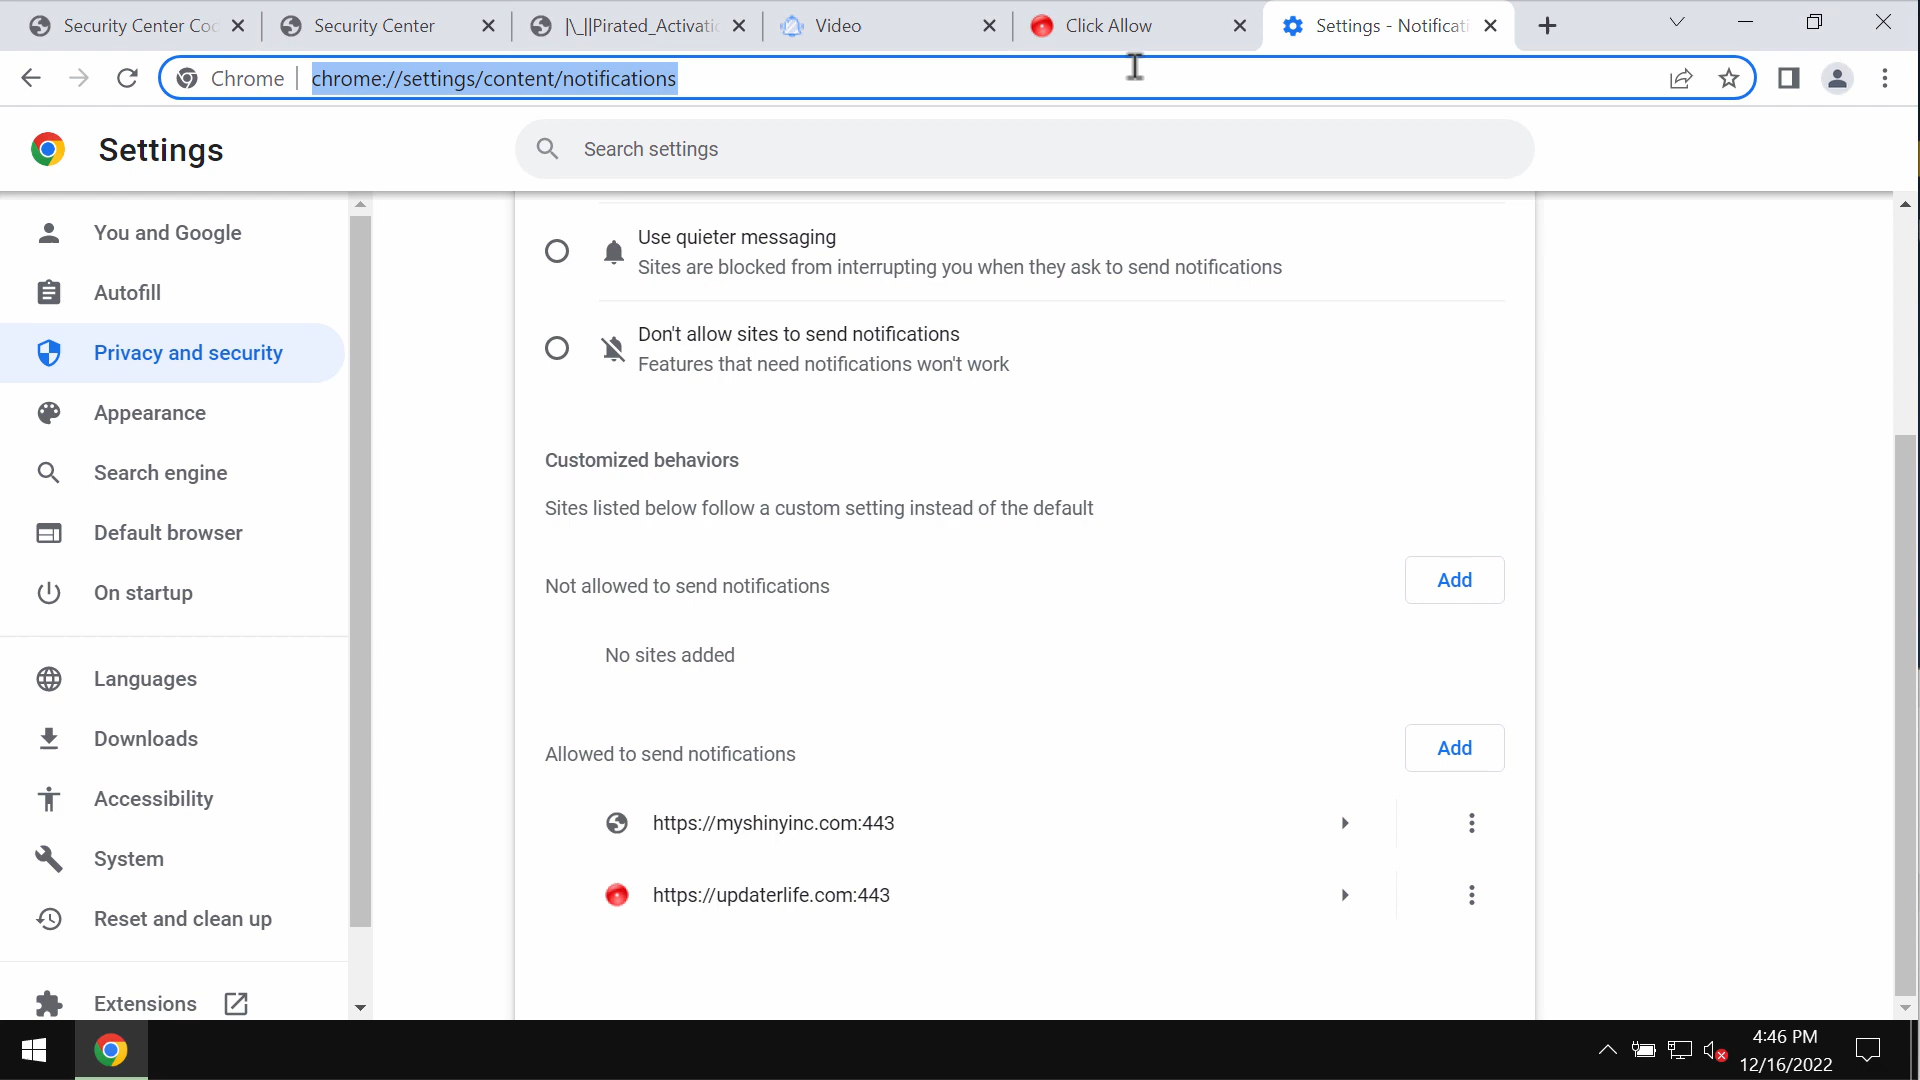 Security Center Co
Security Center
|\_||Pirated_Activati
Video
Click Allow
Settings - Notificati
Chrome
chrome://settings/content/notifications
Settings
Search settings
You and Google
Autofill
Privacy and security
Appearance
Search engine
Default browser
On startup
Languages
Downloads
Accessibility
System
Reset and clean up
Extensions
Use quieter messaging
Sites are blocked from interrupting you when they ask to send notifications
Don't allow sites to send notifications
Features that need notifications won't work
Customized behaviors
Sites listed below follow a custom setting instead of the default
Not allowed to send notifications
Add
No sites added
Allowed to send notifications
Add
https://myshinyinc.com:443
https://updaterlife.com:443
4:46 PM
12/16/2022